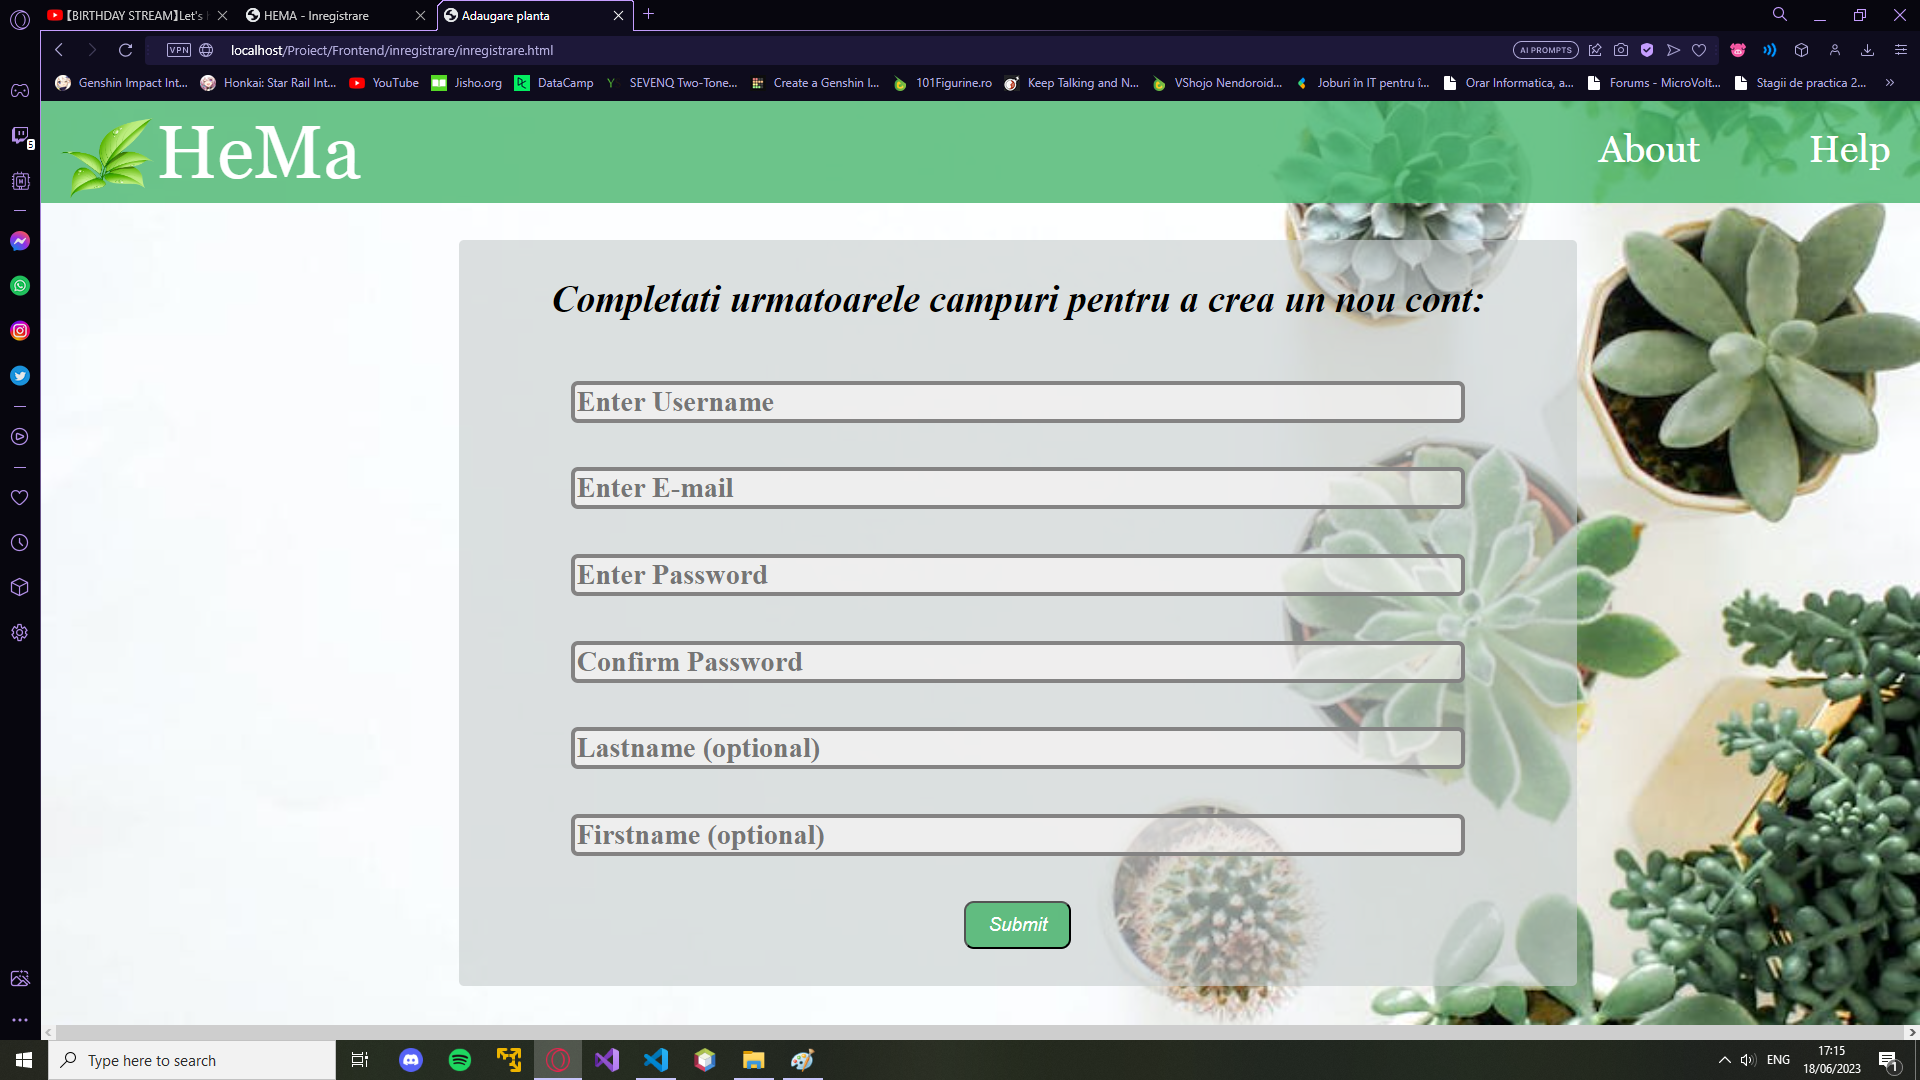 【BIRTHDAY STREAM】Let's
HEMA - Inregistrare
Adaugare planta
VPN
localhost/Proiect/Frontend/inregistrare/inregistrare.html
AI PROMPTS
Genshin Impact Int...
Honkai: Star Rail Int...
YouTube
Jisho.org
DataCamp
SEVENQ Two-Tone...
Create a Genshin I...
101Figurine.ro
Keep Talking and N...
VShojo Nendoroid...
Joburi în IT pentru î...
Orar Informatica, a...
Forums - MicroVolt...
Stagii de practica 2...
5
HeMa
About
Help
Completati urmatoarele campuri pentru a crea un nou cont:
Enter Username
Enter E-mail
Enter Password
Confirm Password
Lastname (optional)
Firstname (optional)
Submit
Type here to search
ENG
17:15
18/06/2023
1